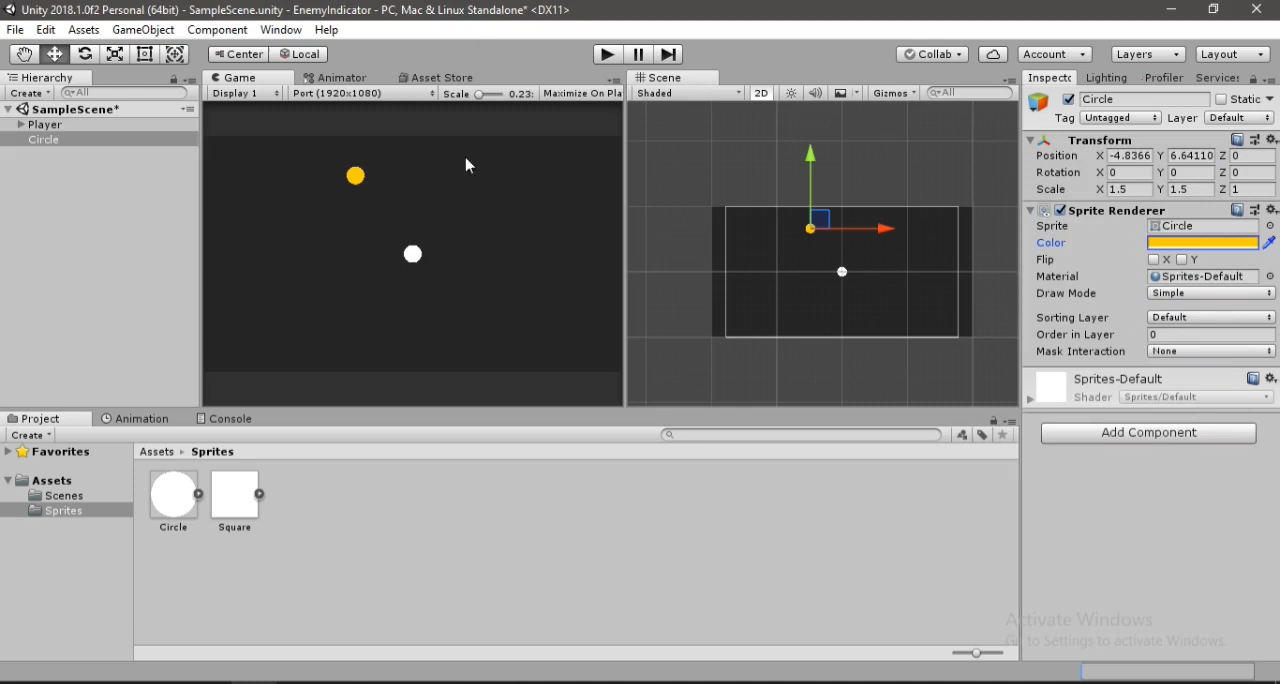 Unity 2018.1.0f2 Personal (64bit) - SampleScene.unity - EnemyIndicator - PC, Mac & Linux Standalone* <DX11>
File Edit Assets GameObject Component Window Help
Center Local Collab Account Layers Layout
Hierarchy
Create All
SampleScene*
Player
Circle
Game Animator Asset Store
Display 1 Port (1920x1080) Scale 0.23: Maximize On Pla
Scene
Shaded 2D Gizmos All
Inspectc Lighting Profiler Services
Circle Static
Tag Untagged Layer Default
Transform
Position X -4.8366 Y 6.64110 Z 0
Rotation X 0 Y 0 Z 0
Scale X 1.5 Y 1.5 Z 1
Sprite Renderer
Sprite Circle
Color
Flip X Y
Material Sprites-Default
Draw Mode Simple
Sorting Layer Default
Order in Layer 0
Mask Interaction None
Sprites-Default
Shader Sprites/Default
Add Component
Project Animation Console
Create
Favorites
Assets
Scenes
Sprites
Assets Sprites
Circle Square
Activate Windows
Go to Settings to activate Windows.